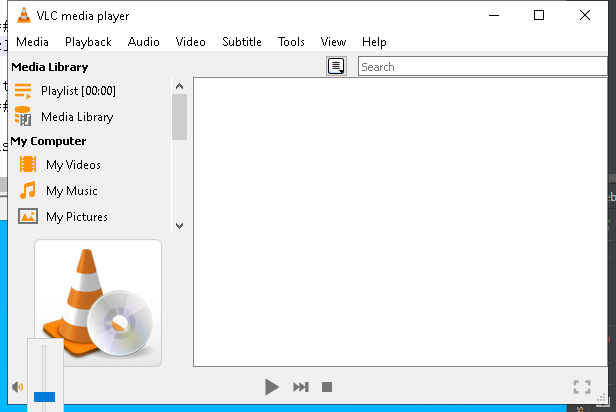 VLC media player
Media Playback Audio Video Subtitle Tools View Help
Media Library
Search
Playlist [00:00]
Media Library
My Computer
My Videos
My Music
My Pictures